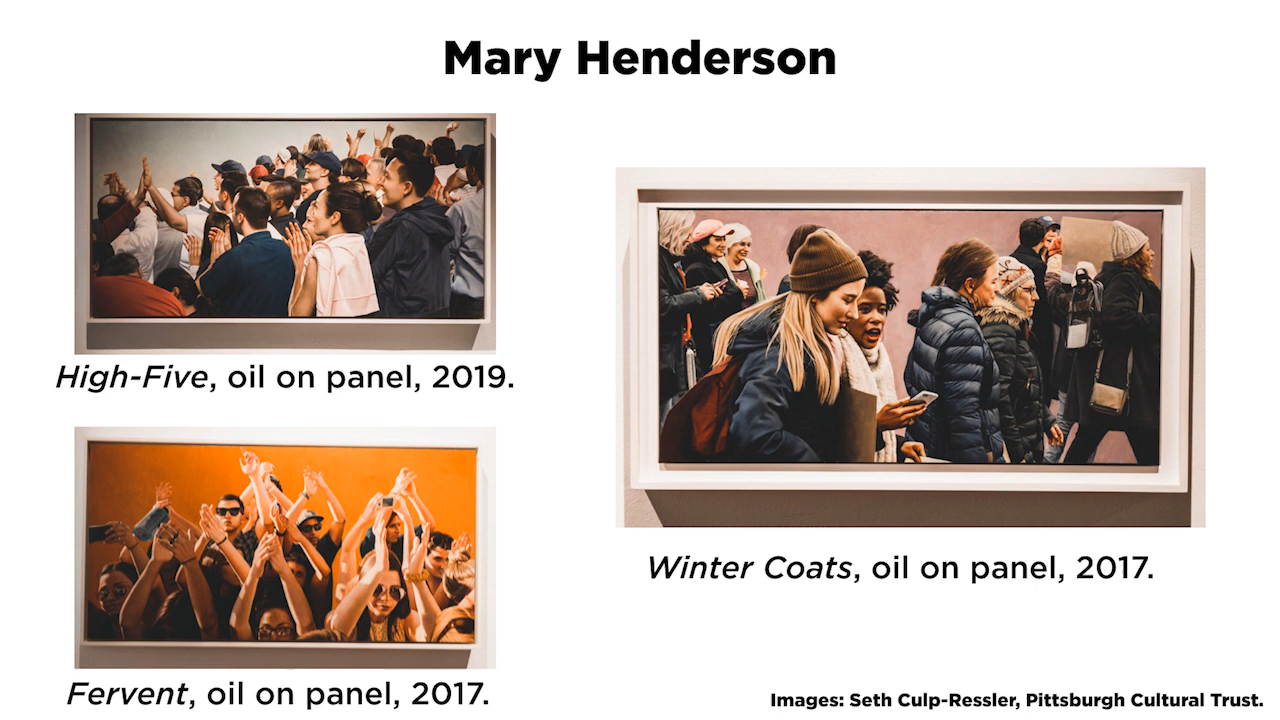 Mary Henderson
High-Five, oil on panel, 2019.
Fervent, oil on panel, 2017.
Winter Coats, oil on panel, 2017.
Images: Seth Culp-Ressler, Pittsburgh Cultural Trust.